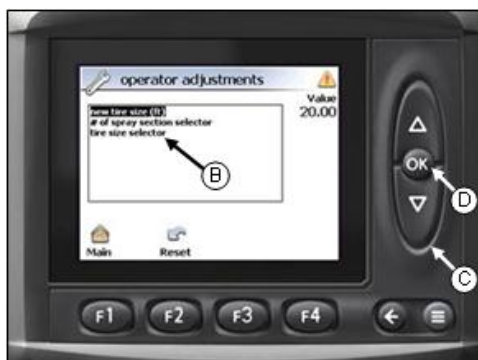 operator adjustments
Value
new tire size (ft)
20.00
# of spray section selector
tire size selector
B
OK
D
C
Main
Reset
F1
F2
F3
F4